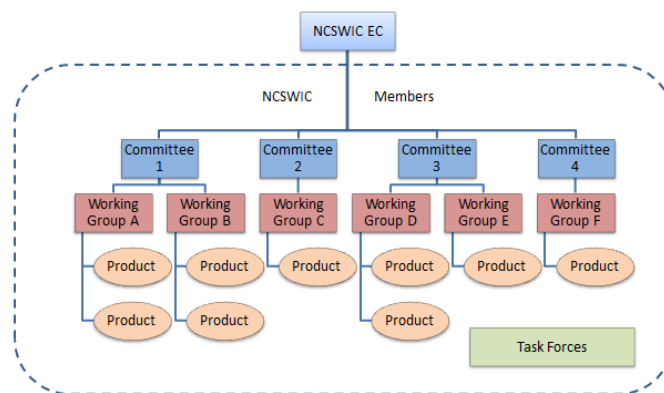 NCSWIC EC
NCSWIC Members
Committee
1
Committee
2
Committee
3
Committee
4
Working
Group A
Working
Group B
Working
Group C
Working
Group D
Working
Group E
Working
Group F
Product
Product
Product
Product
Product
Product
Product
Product
Product
Task Forces